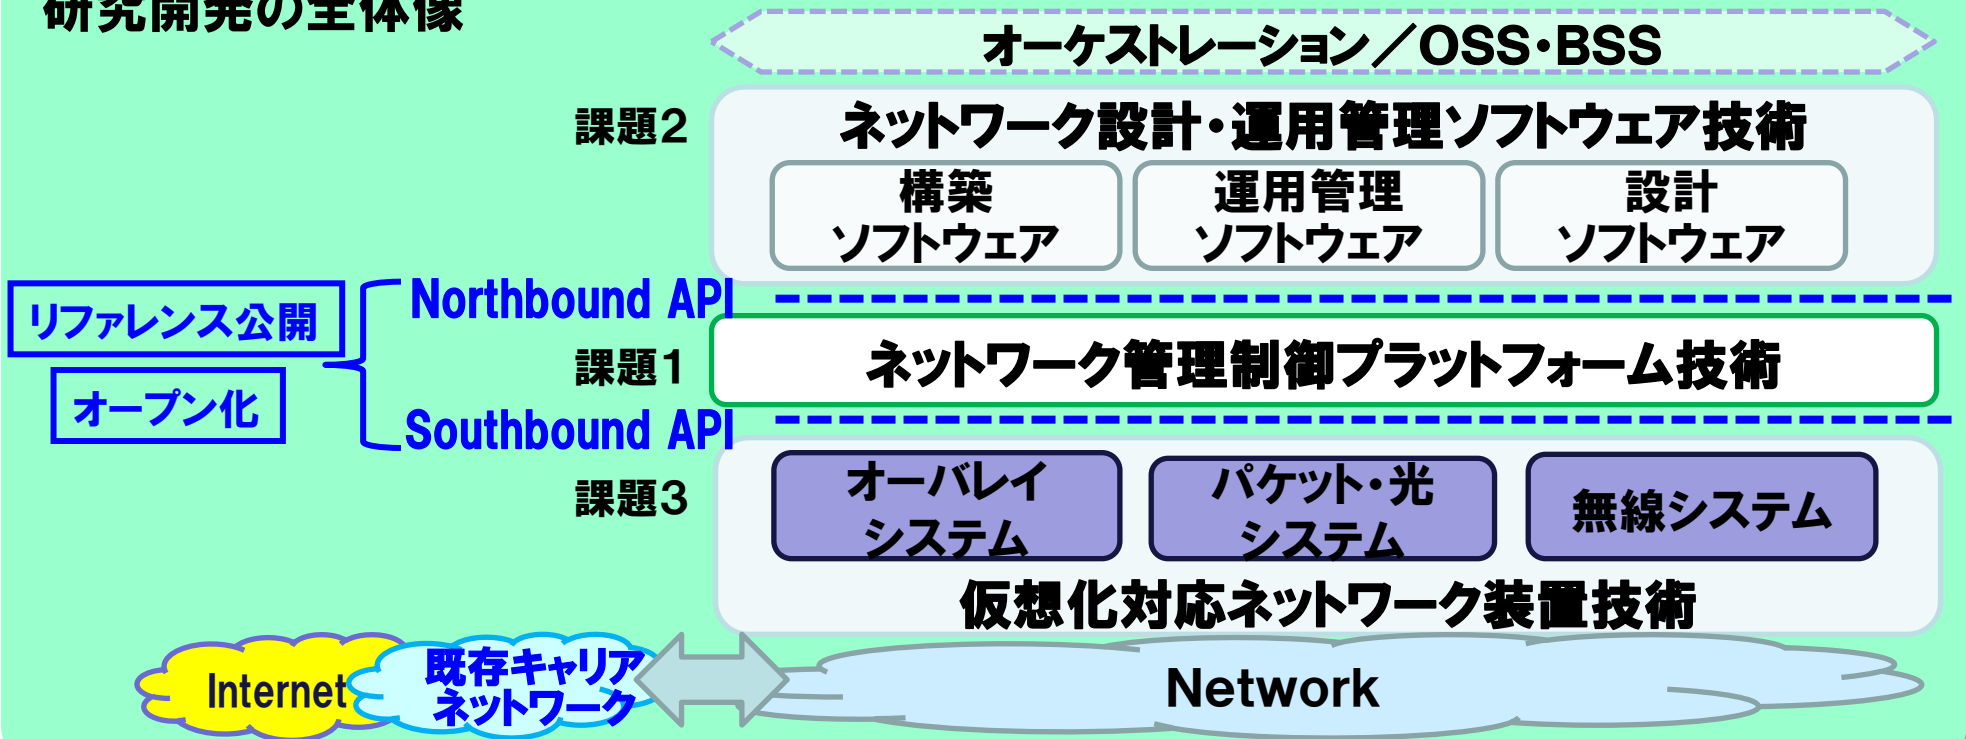 研究開発の全体像
オーケストレーション／OSS・BSS
課題2
ネットワーク設計・運用管理ソフトウェア技術
構築
ソフトウェア
運用管理
ソフトウェア
設計
ソフトウェア
Northbound API
リファレンス公開
オープン化
課題1
ネットワーク管理制御プラットフォーム技術
Southbound API
課題3
オーバレイ
システム
パケット・光
システム
無線システム
仮想化対応ネットワーク装置技術
Internet
既存キャリア
ネットワーク
Network